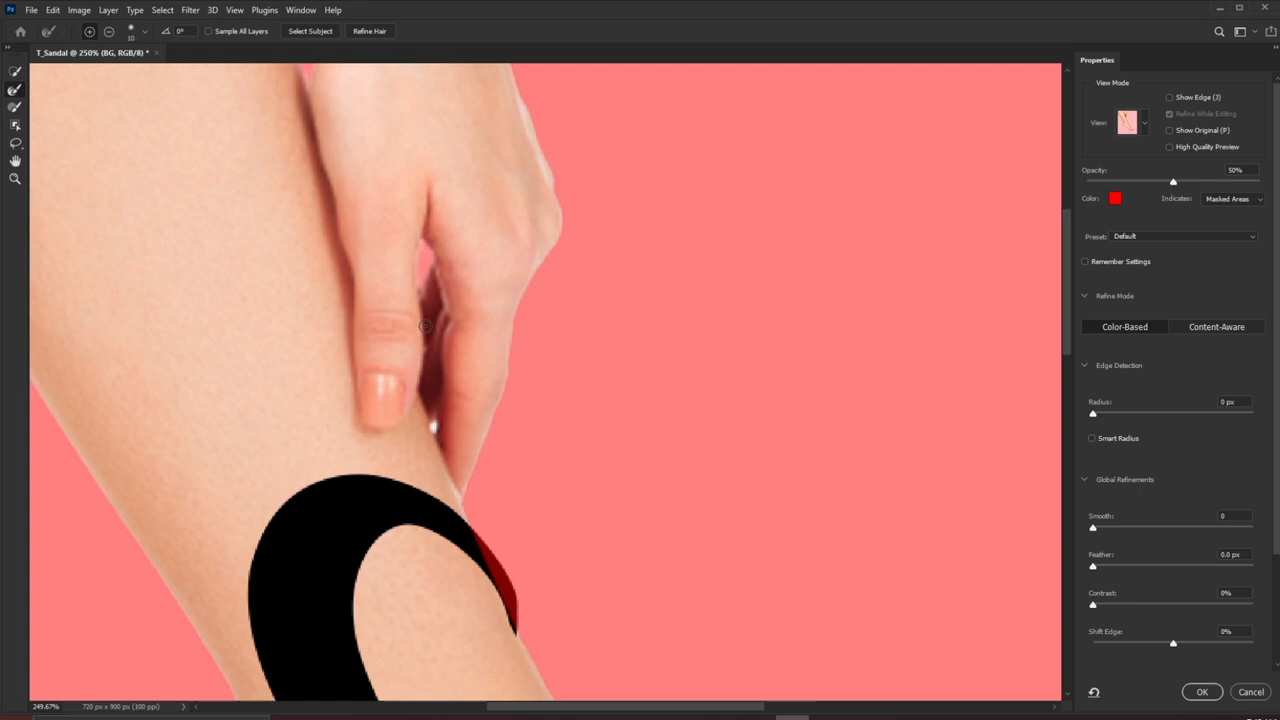 Ps File Edit Image Layer Type Select Filter 3D View Plugins Window Help
10 0° Sample All Layers Select Subject Refine Hair
T_Sandal @ 250% (BG, RGB/8) *
Properties
View Mode
Show Edge (J)
View: Refine While Editing
Show Original (P)
High Quality Preview
Opacity: 50%
Color: Indicates: Masked Areas
Preset: Default
Remember Settings
Refine Mode
Color-Based Content-Aware
Edge Detection
Radius: 0 px
Smart Radius
Global Refinements
Smooth: 0
Feather: 0.0 px
Contrast: 0%
Shift Edge: 0%
OK Cancel
249.67% 720 px x 900 px (100 ppi)